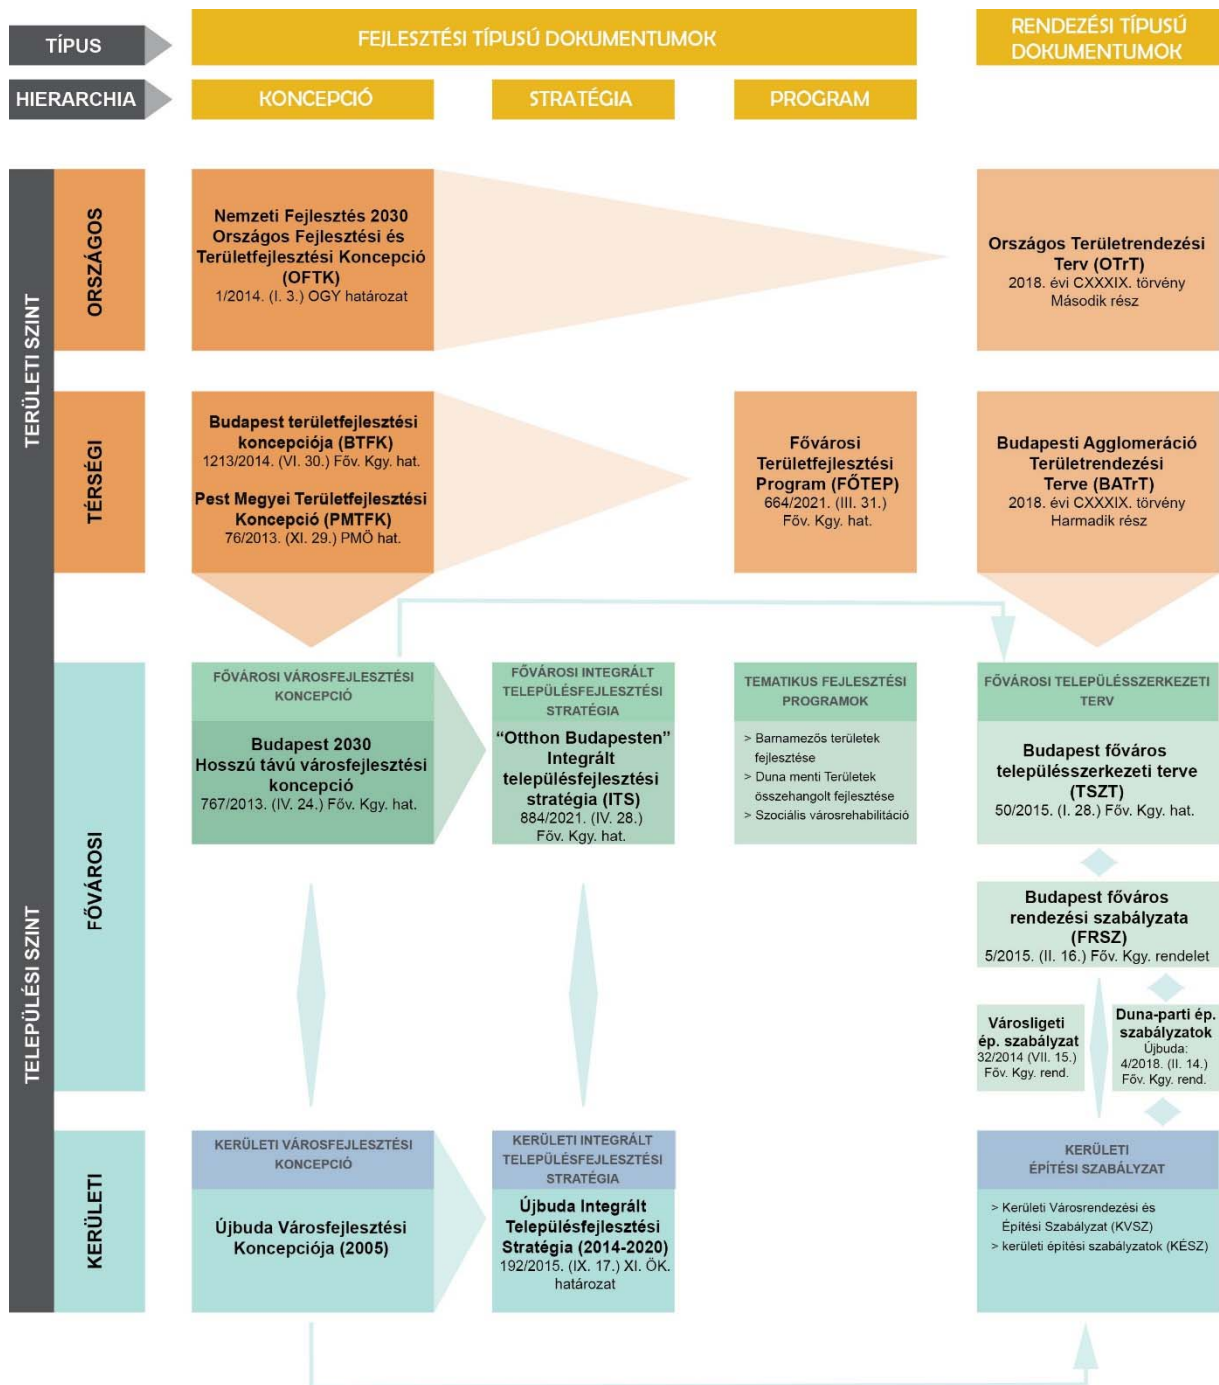 TÍPUS
FEJLESZTÉSI TÍPUSÚ DOKUMENTUMOK
RENDEZÉSI TÍPUSÚ
DOKUMENTUMOK
HIERARCHIA
KONCEPCIÓ
STRATÉGIA
PROGRAM
TERÜLETI SZINT
ORSZÁGOS
Nemzeti Fejlesztés 2030
Országos Fejlesztési és
Területfejlesztési Koncepció
(OFTK)
1/2014. (I. 3.) OGY határozat
Országos Területrendezési
Terv (OTrT)
2018. évi CXXXIX. törvény
Második rész
TÉRSÉGI
Budapest területfejlesztési
koncepciója (BTFK)
1213/2014. (VI. 30.) Föv. Kgy. hat.
Pest Megyei Területfejlesztési
Koncepció (PMTFK)
76/2013. (XI. 29.) PMÖ hat.
Fővárosi
Területfejlesztési
Program (FŐTEP)
664/2021. (III. 31.)
Föv. Kgy. hat.
Budapesti Agglomeráció
Területrendezési
Terve (BATrT)
2018. évi CXXXIX. törvény
Harmadik rész
TELEPÜLÉSI SZINT
FŐVÁROSI
FŐVÁROSI VÁROSFEJLESZTÉSI
KONCEPCIÓ
Budapest 2030
Hosszú távú városfejlesztési
koncepció
767/2013. (IV. 24.) Föv. Kgy. hat.
FŐVÁROSI INTEGRÁLT
TELEPÜLÉSFEJLESZTÉSI
STRATÉGIA
“Otthon Budapesten”
Integrált
településfejlesztési
stratégia (ITS)
884/2021. (IV. 28.)
Föv. Kgy. hat.
TEMATIKUS FEJLESZTÉSI
PROGRAMOK
> Barnamezős területek
fejlesztése
> Duna menti Területek
összehangolt fejlesztése
> Szociális városrehabilitáció
FŐVÁROSI TELEPÜLÉSSZERKEZETI
TERV
Budapest főváros
településszerkezeti terve
(TSZT)
50/2015. (I. 28.) Föv. Kgy. hat.
Budapest főváros
rendezési szabályzata
(FRSZ)
5/2015. (II. 16.) Föv. Kgy. rendelet
Városligeti
ép. szabályzat
32/2014 (VII. 15.)
Föv. Kgy. rend.
Duna-parti ép.
szabályzatok
Újbuda:
4/2018. (II. 14.)
Föv. Kgy. rend.
KERÜLETI
KERÜLETI VÁROSFEJLESZTÉSI
KONCEPCIÓ
Újbuda Városfejlesztési
Koncepciója (2005)
KERÜLETI INTEGRÁLT
TELEPÜLÉSFEJLESZTÉSI
STRATÉGIA
Újbuda Integrált
Településfejlesztési
Stratégia (2014-2020)
192/2015. (IX. 17.) XI. ÖK.
határozat
KERÜLETI
ÉPÍTÉSI SZABÁLYZAT
> Kerületi Városrendezési és
Építési Szabályzat (KVSZ)
> kerületi építési szabályzatok (KÉSZ)